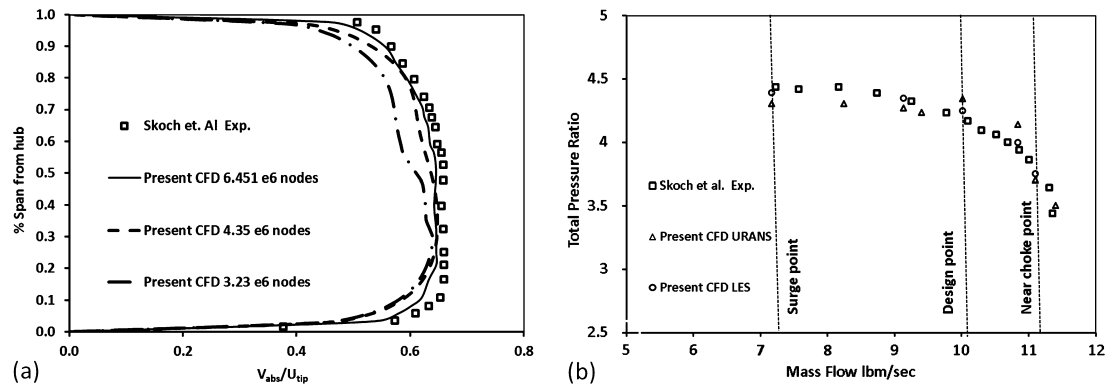 1.0
0.9
0.8
0.7
0.6
0.5
0.4
0.3
0.2
0.1
0.0
% Span from hub
Skoch et. Al Exp.
Present CFD 6.451 e6 nodes
Present CFD 4.35 e6 nodes
Present CFD 3.23 e6 nodes
0.0 0.2 0.4 0.6 0.8
Vabs/Utip
(a)
5
4.5
4
3.5
3
2.5
Total Pressure Ratio
Skoch et al. Exp.
Present CFD URANS
Present CFD LES
Surge point
Design point
Near choke point
5 6 7 8 9 10 11 12
Mass Flow lbm/sec
(b)